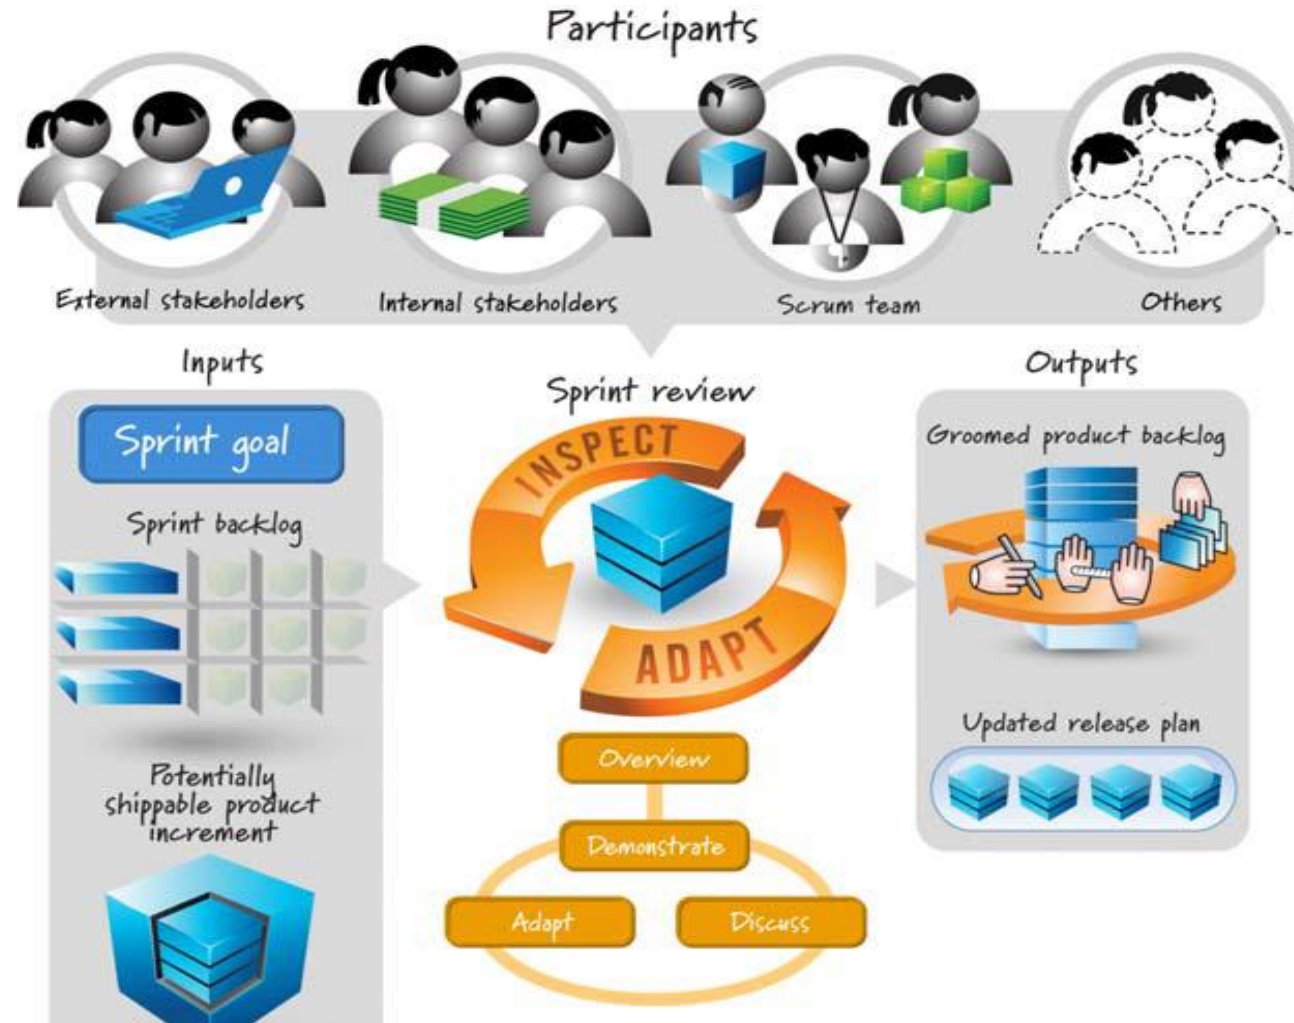 Participants
External stakeholders
Internal stakeholders
Scrum team
Others
Inputs
Sprint goal
Sprint backlog
Potentially
shippable product
increment
Sprint review
INSPECT
ADAPT
Overview
Demonstrate
Adapt
Discuss
Outputs
Groomed product backlog
Updated release plan